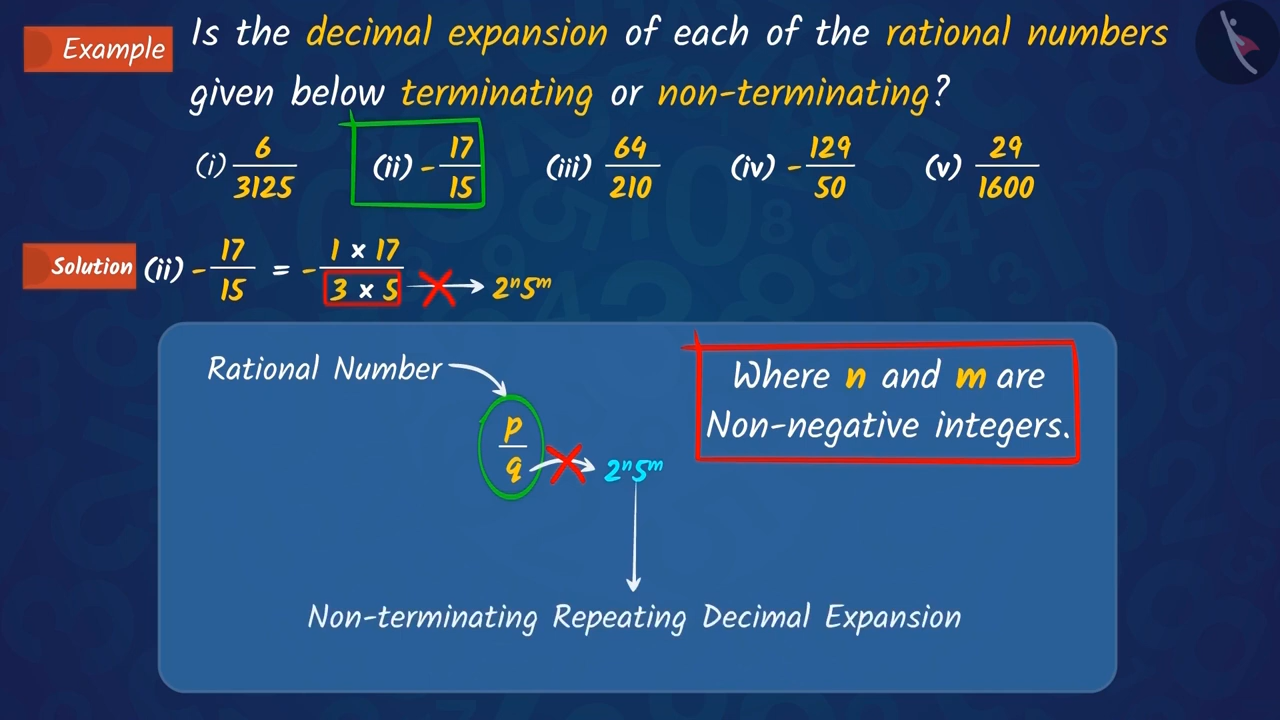 Example Is the decimal expansion of each of the rational numbers
given below terminating or non-terminating?
(i) 6/3125 (ii) - 17/15 (iii) 64/210 (iv) - 129/50 (v) 29/1600
Solution (ii) - 17/15 = - 1 x 17 / 3 x 5 → 2ⁿ5ᵐ
Rational Number
p/q → 2ⁿ5ᵐ
Where n and m are
Non-negative integers.
Non-terminating Repeating Decimal Expansion